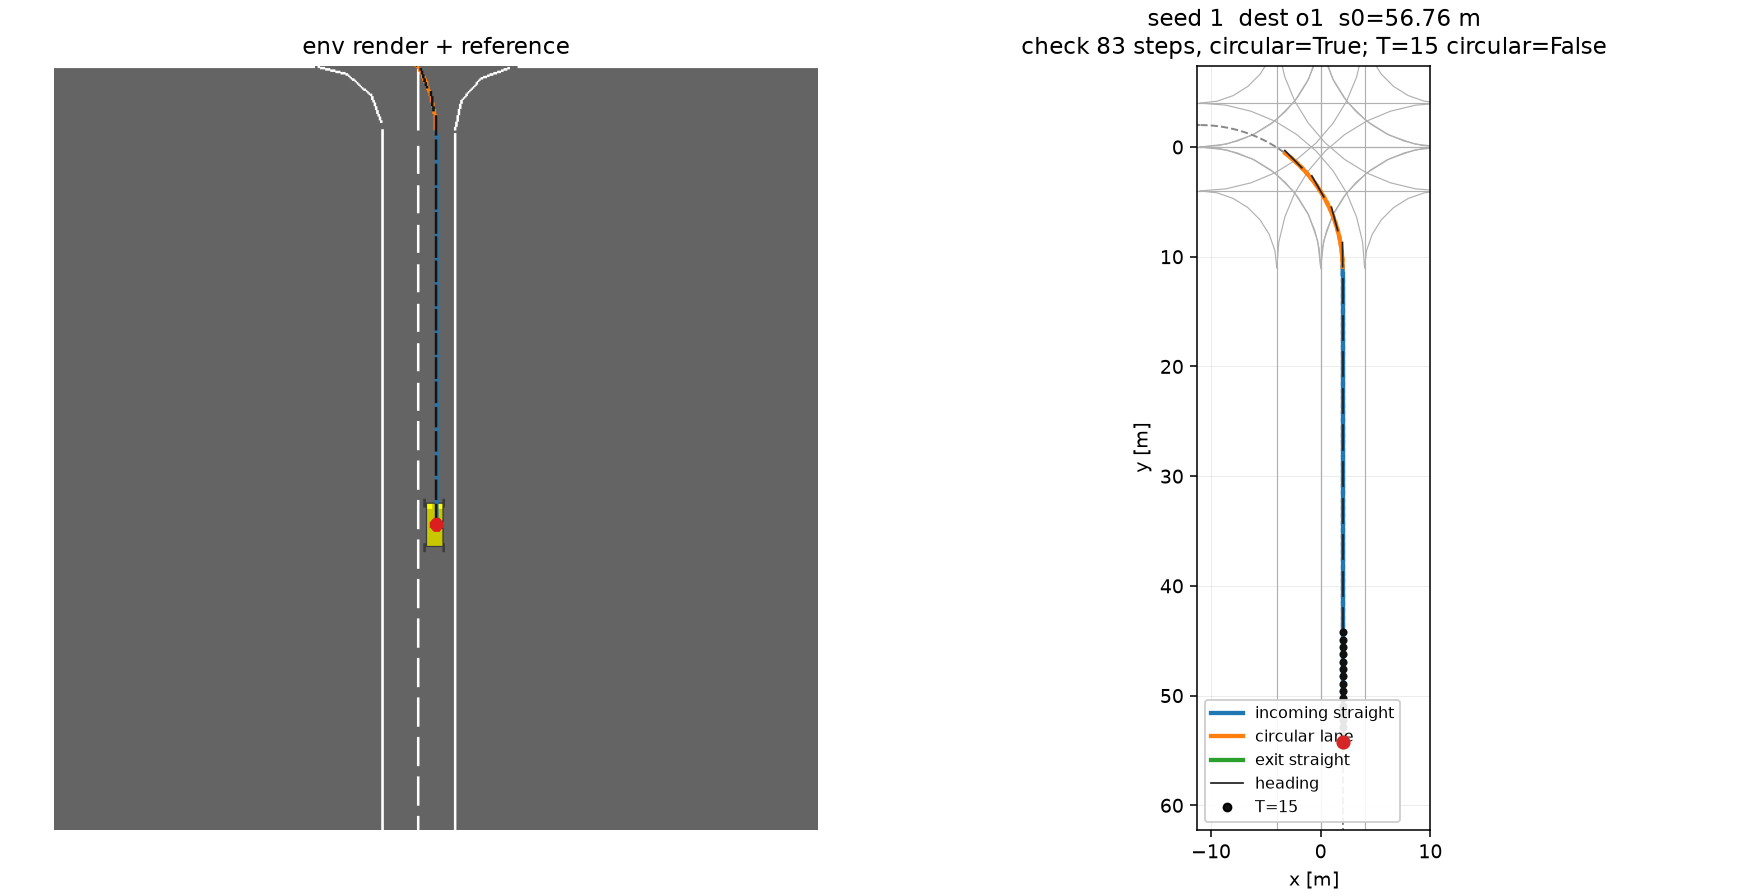 env render + reference
seed 1  dest o1  s0=56.76 m
check 83 steps, circular=True; T=15 circular=False
0
10
20
30
40
50
60
y [m]
incoming straight
circular lane
exit straight
heading
T=15
−10
0
10
x [m]